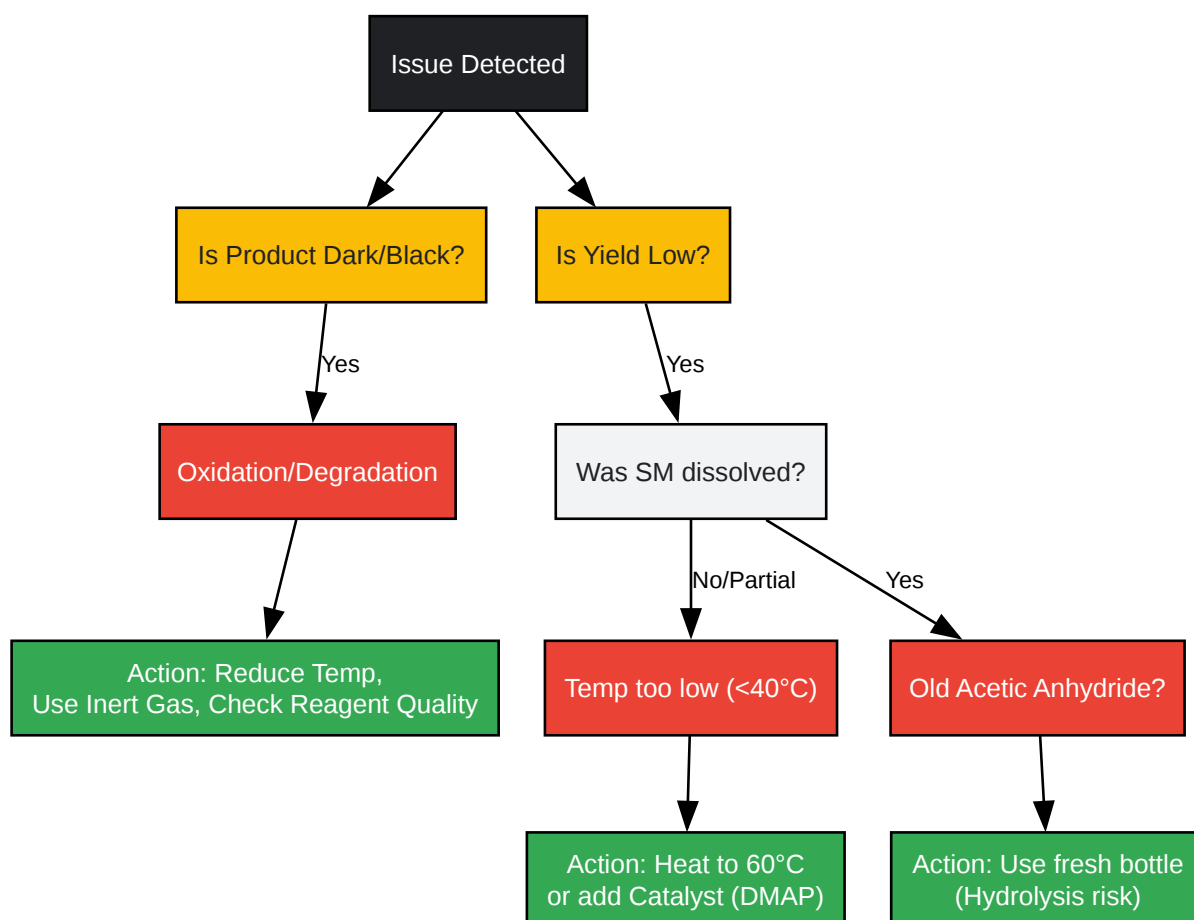 Issue Detected
Is Product Dark/Black?
Is Yield Low?
Yes
Yes
Oxidation/Degradation
Was SM dissolved?
No/Partial
Yes
Action: Reduce Temp,
Use Inert Gas, Check Reagent Quality
Temp too low (<40°C)
Old Acetic Anhydride?
Action: Heat to 60°C
or add Catalyst (DMAP)
Action: Use fresh bottle
(Hydrolysis risk)